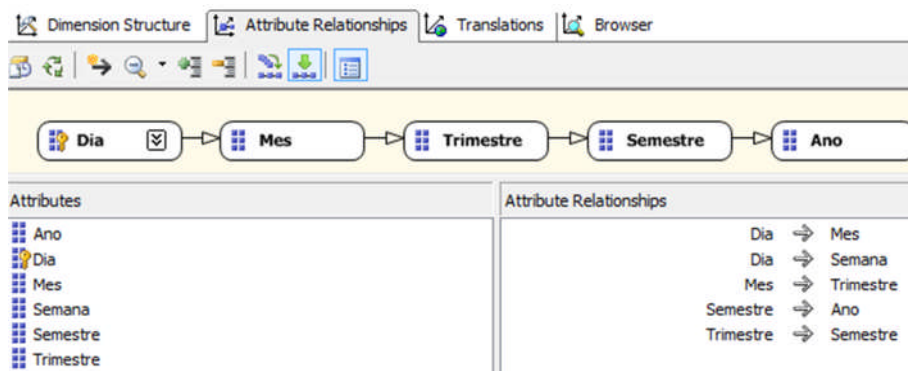 Dimension Structure Attribute Relationships Translations Browser
Dia Mes Trimestre Semestre Ano
Attributes
Ano
Dia
Mes
Semana
Semestre
Trimestre
Attribute Relationships
Dia ⇒ Mes
Dia ⇒ Semana
Mes ⇒ Trimestre
Semestre ⇒ Ano
Trimestre ⇒ Semestre